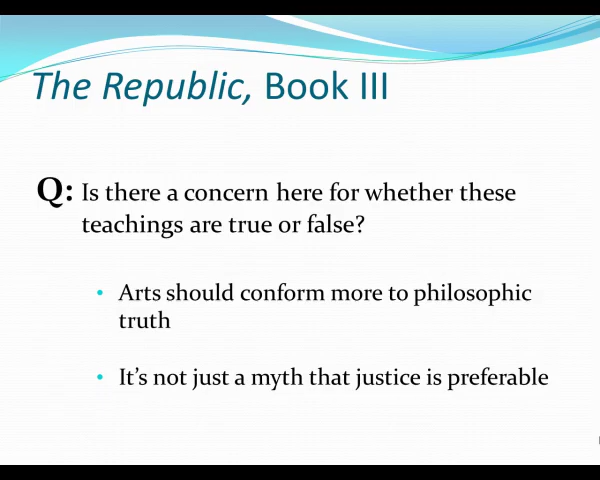 The Republic, Book III
Q: Is there a concern here for whether these
teachings are true or false?
• Arts should conform more to philosophic
truth
• It’s not just a myth that justice is preferable